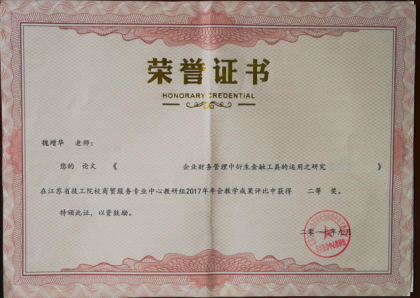 荣誉证书
HONORARY CREDENTIAL
魏增华 老师:
您的 论文 《 企业财务管理中衍生金融工具的运用之研究 》
在江苏省技工院校商贸服务专业中心教研组2017年年会教学成果评比中获得 二等 奖。
特颁此证,以资鼓励。
二零一七年九月